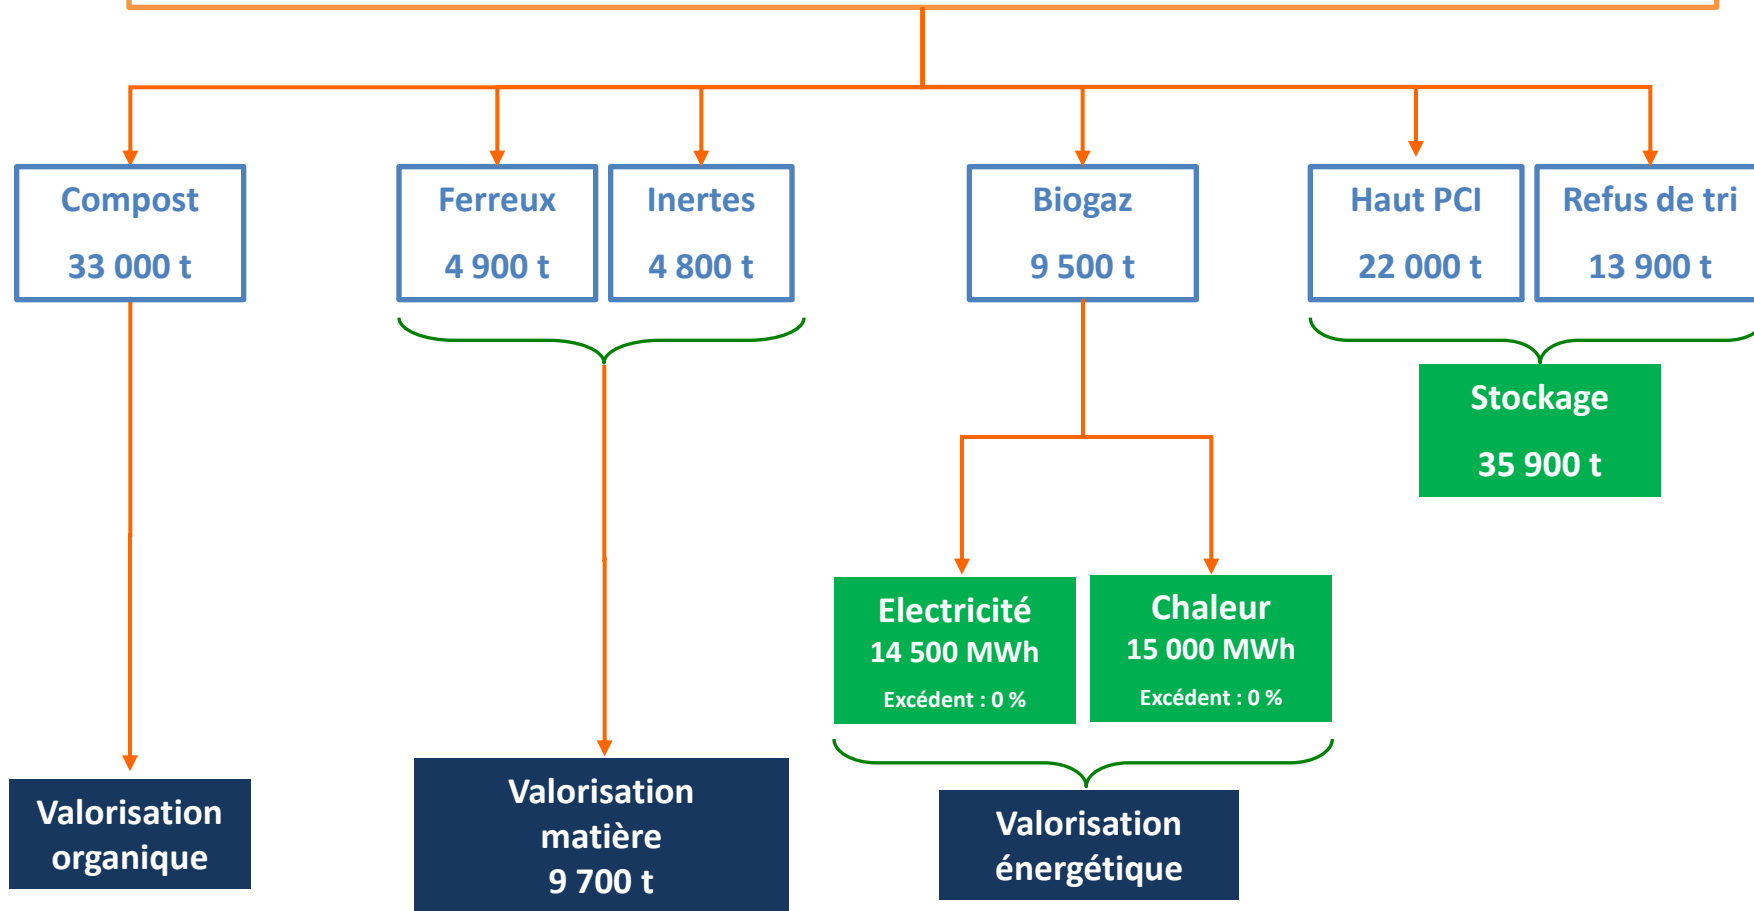 Compost
33 000 t
Ferreux
4 900 t
Inertes
4 800 t
Biogaz
9 500 t
Haut PCI
22 000 t
Refus de tri
13 900 t
Stockage
35 900 t
Electricité
14 500 MWh
Excédent : 0 %
Chaleur
15 000 MWh
Excédent : 0 %
Valorisation
organique
Valorisation
matière
9 700 t
Valorisation
énergétique